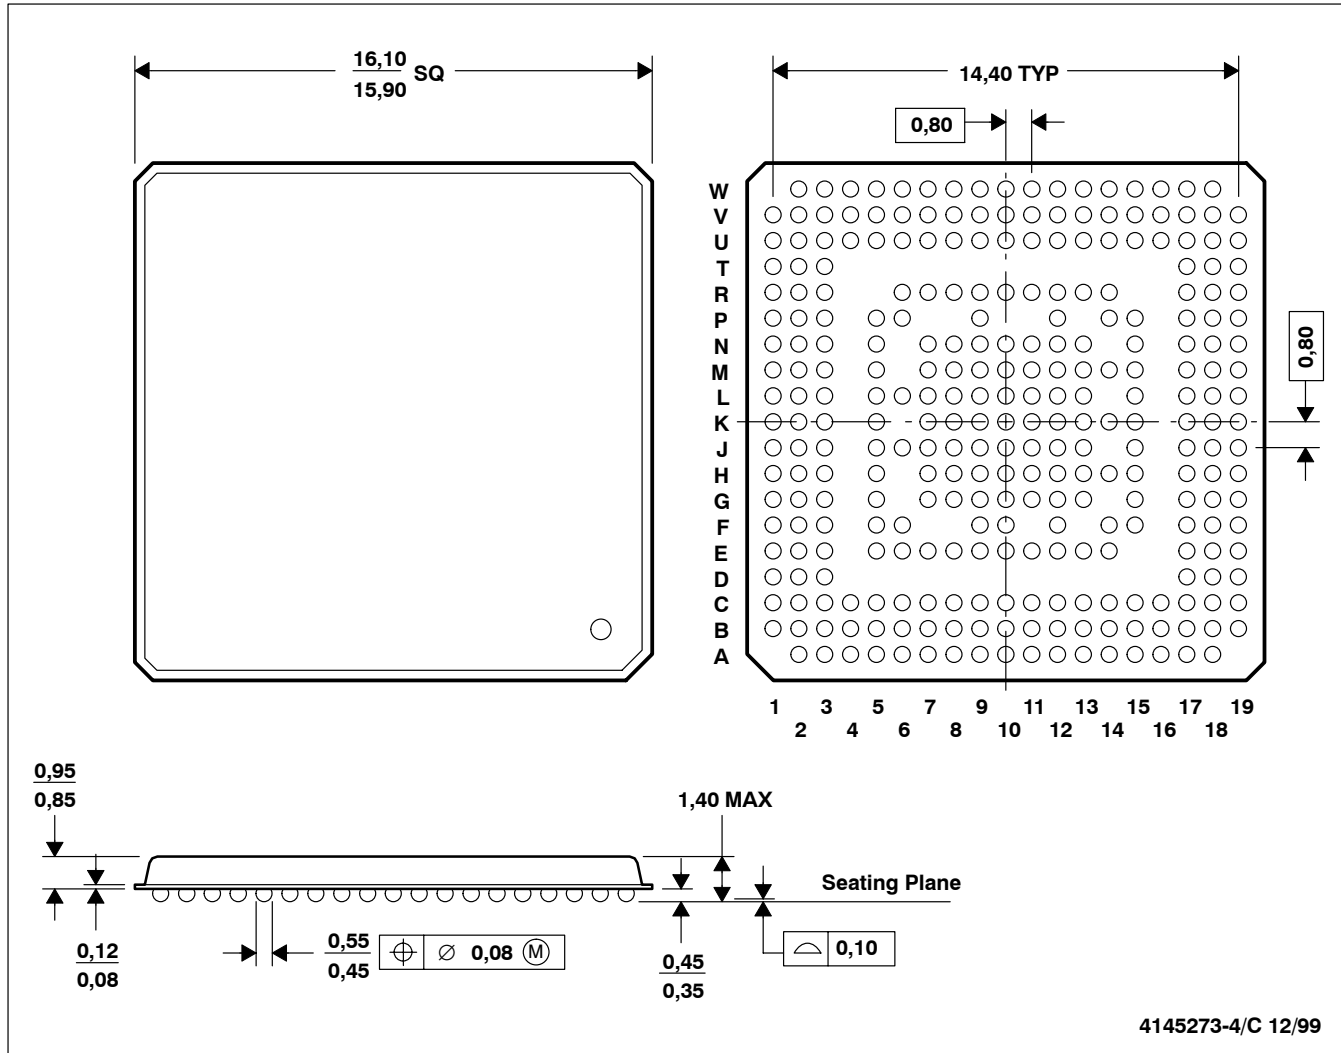 16,10
15,90
SQ
14,40 TYP
0,80
W
V
U
T
R
P
N
M
L
K
J
H
G
F
E
D
C
B
A
0,80
1 3 5 7 9 11 13 15 17 19
2 4 6 8 10 12 14 16 18
0,95
0,85
1,40 MAX
Seating Plane
0,12
0,08
0,55
0,45
⌀ 0,08 Ⓜ
0,45
0,35
0,10
4145273-4/C 12/99